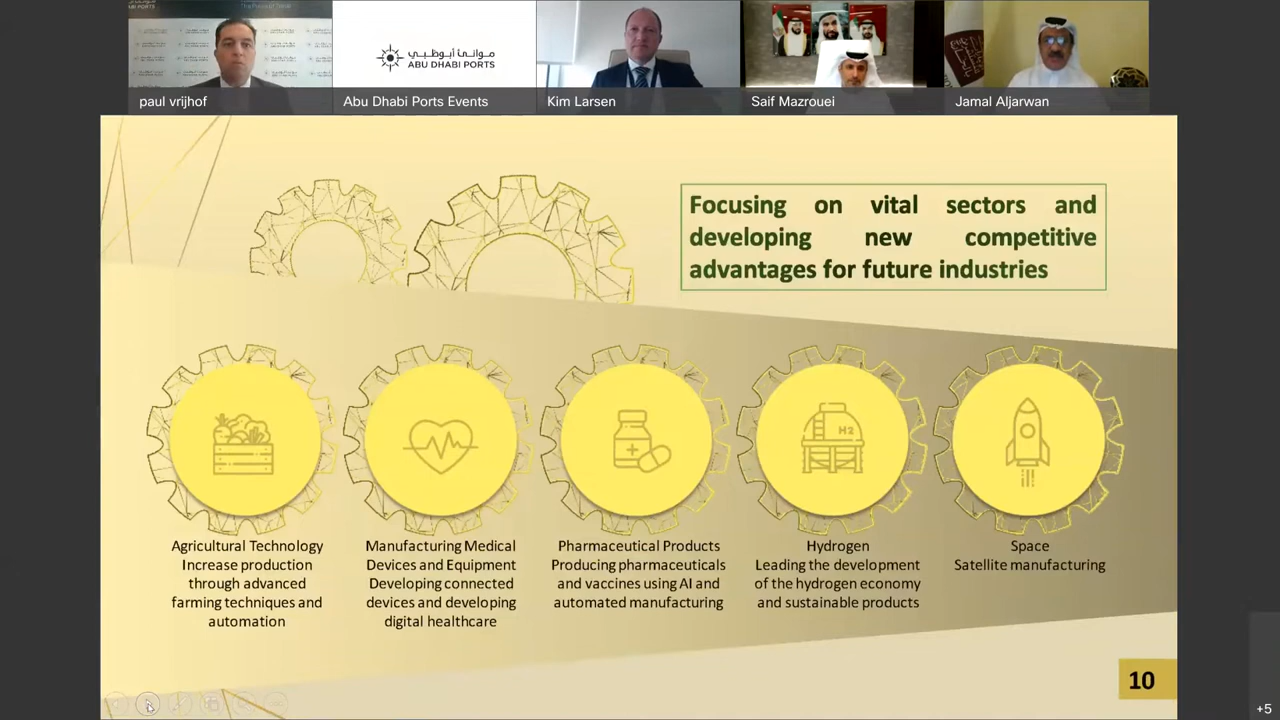 paul vrijhof
موانئ أبوظبي
ABU DHABI PORTS
Abu Dhabi Ports Events
Kim Larsen
Saif Mazrouei
Jamal Aljarwan
Focusing on vital sectors and
developing new competitive
advantages for future industries
H2
Agricultural Technology
Increase production
through advanced
farming techniques and
automation
Manufacturing Medical
Devices and Equipment
Developing connected
devices and developing
digital healthcare
Pharmaceutical Products
Producing pharmaceuticals
and vaccines using AI and
automated manufacturing
Hydrogen
Leading the development
of the hydrogen economy
and sustainable products
Space
Satellite manufacturing
10
+5